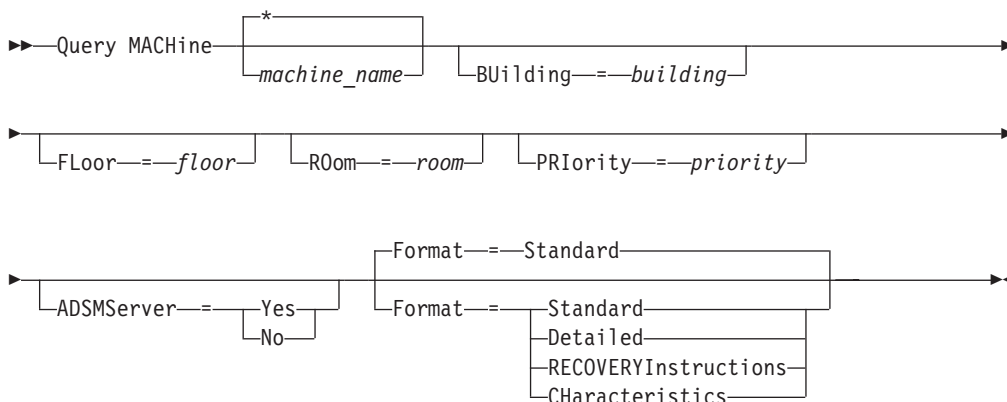 *
Query MACHine
machine_name BUilding = building
FLoor = floor ROom = room PRIority = priority
Format = Standard
ADSMServer = Yes Format = Standard
No Detailed
RECOVERYInstructions
CHaracteristics